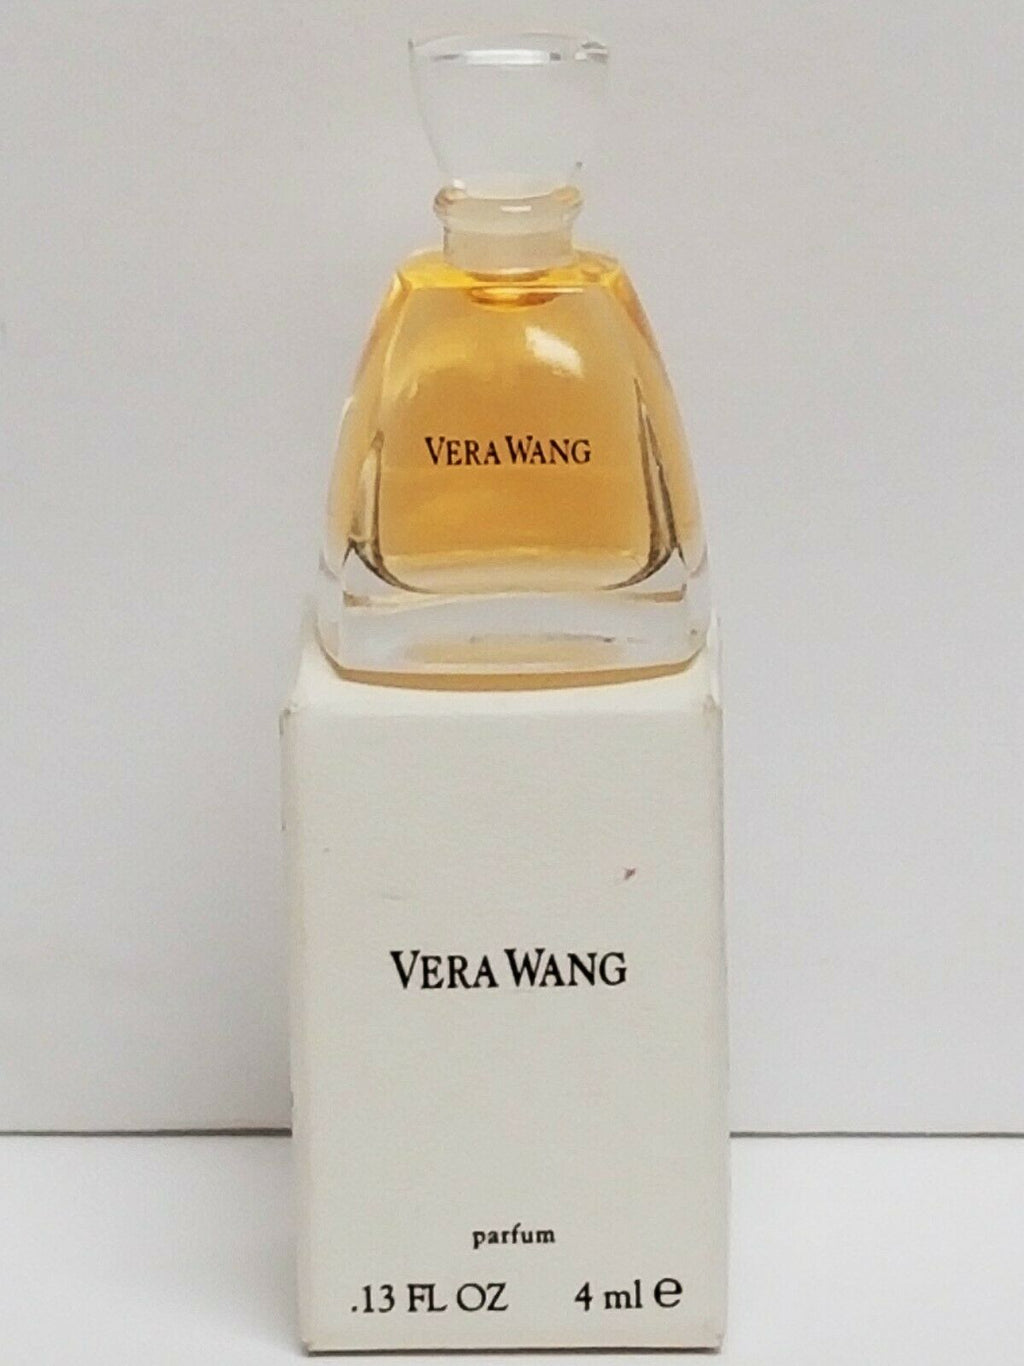 VERA WANG
VERA WANG
parfum
.13 FL OZ 4 ml e